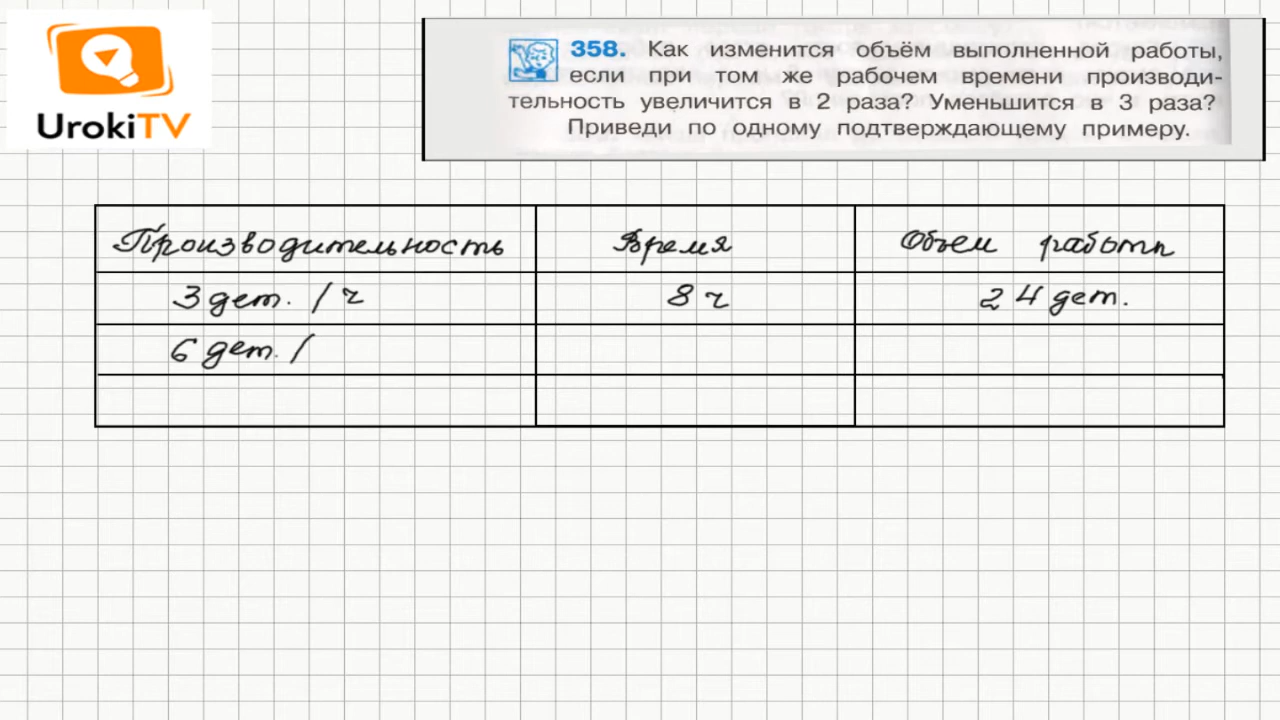 UrokiTV
358. Как изменится объём выполненной работы,
если при том же рабочем времени производи-
тельность увеличится в 2 раза? Уменьшится в 3 раза?
Приведи по одному подтверждающему примеру.
Производительность Время Объем работы
3 дет. / ч 8 ч 24 дет.
6 дет. /